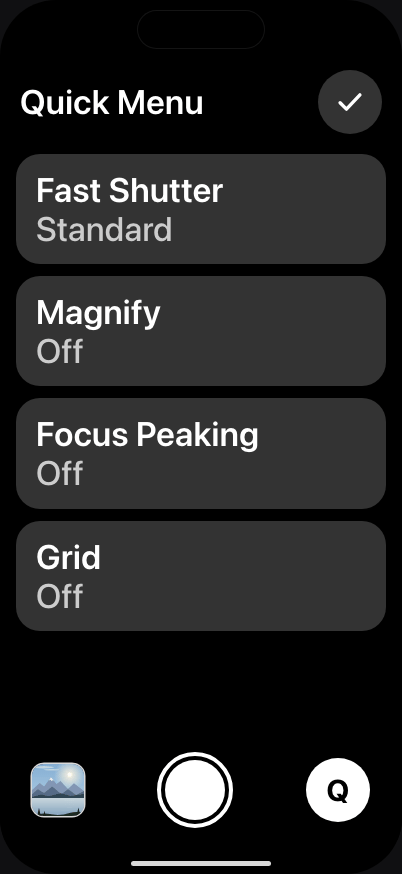 Quick Menu
Fast Shutter
Standard
Magnify
Off
Focus Peaking
Off
Grid
Off
Q